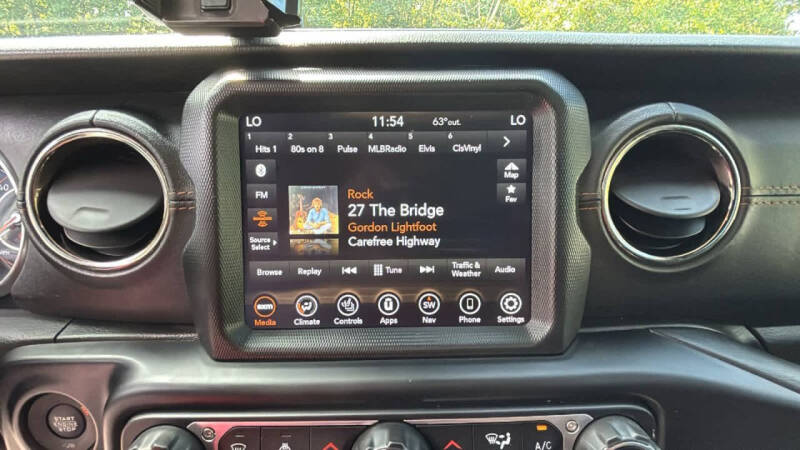 LO 11:54 63°out. LO
1 2 3 4 5 6
Hits 1 80s on 8 Pulse MLBRadio Elvis ClsVinyl
Map
Fav
FM
Source
Select
Rock
27 The Bridge
Gordon Lightfoot
Carefree Highway
Browse Replay Tune Traffic &
Weather Audio
sxm SW
Media Climate Controls Apps Nav Phone Settings
START
ENGINE
STOP
A/C